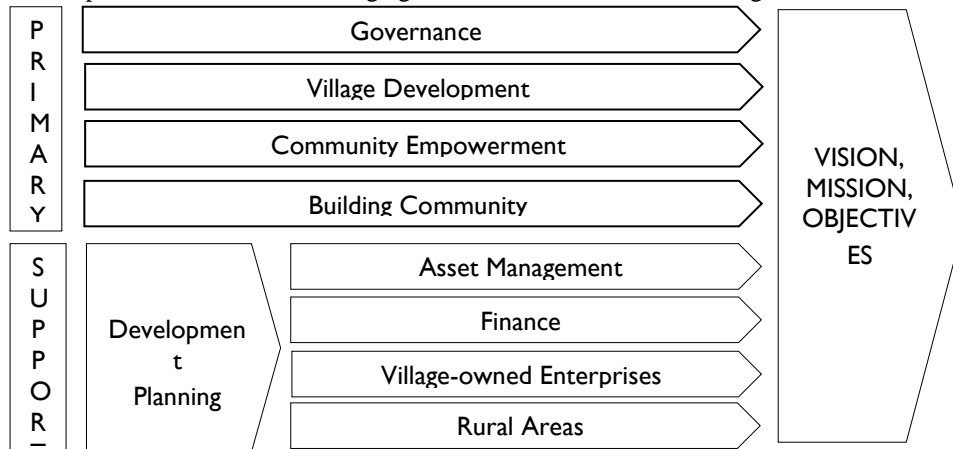 P
R
I
M
A
R
Y
Governance
Village Development
Community Empowerment
Building Community
VISION,
MISSION,
OBJECTIV
ES
S
U
P
P
O
R
Developmen
t
Planning
Asset Management
Finance
Village-owned Enterprises
Rural Areas